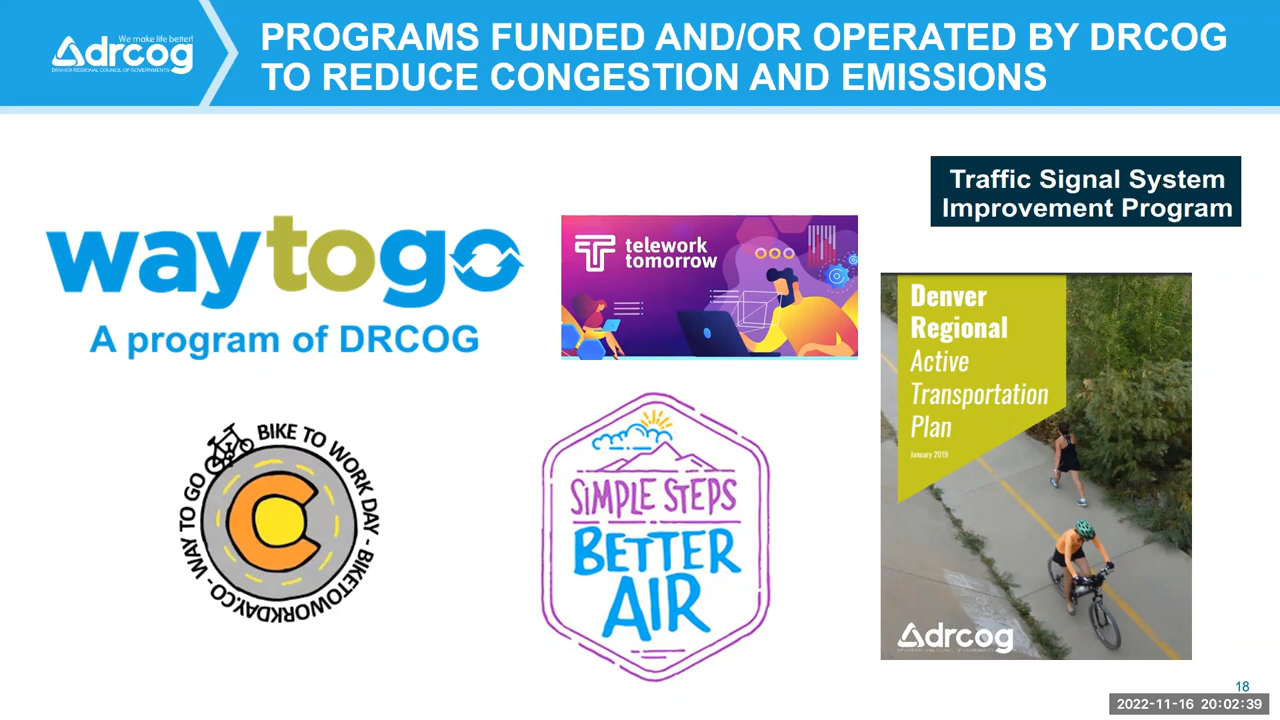 We make life better!
drcog
DENVER REGIONAL COUNCIL OF GOVERNMENTS
PROGRAMS FUNDED AND/OR OPERATED BY DRCOG
TO REDUCE CONGESTION AND EMISSIONS
Traffic Signal System
Improvement Program
waytogo
A program of DRCOG
telework
tomorrow
Denver
Regional
Active
Transportation
Plan
January 2019
drcog
BIKE TO WORK DAY - BIKETOWORKDAY.CO - WAY TO GO
SIMPLE STEPS
BETTER
AIR
18
2022-11-16 20:02:39